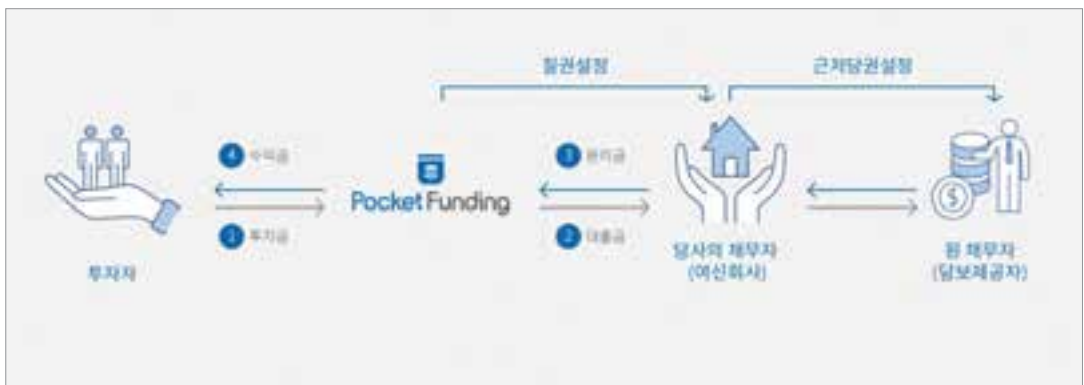 질권설정
근저당권설정
4 수익금
3 원리금
Pocket Funding
1 투자금
2 대출금
투자자
당사의 채무자
(여신회사)
원 채무자
(담보제공자)
$